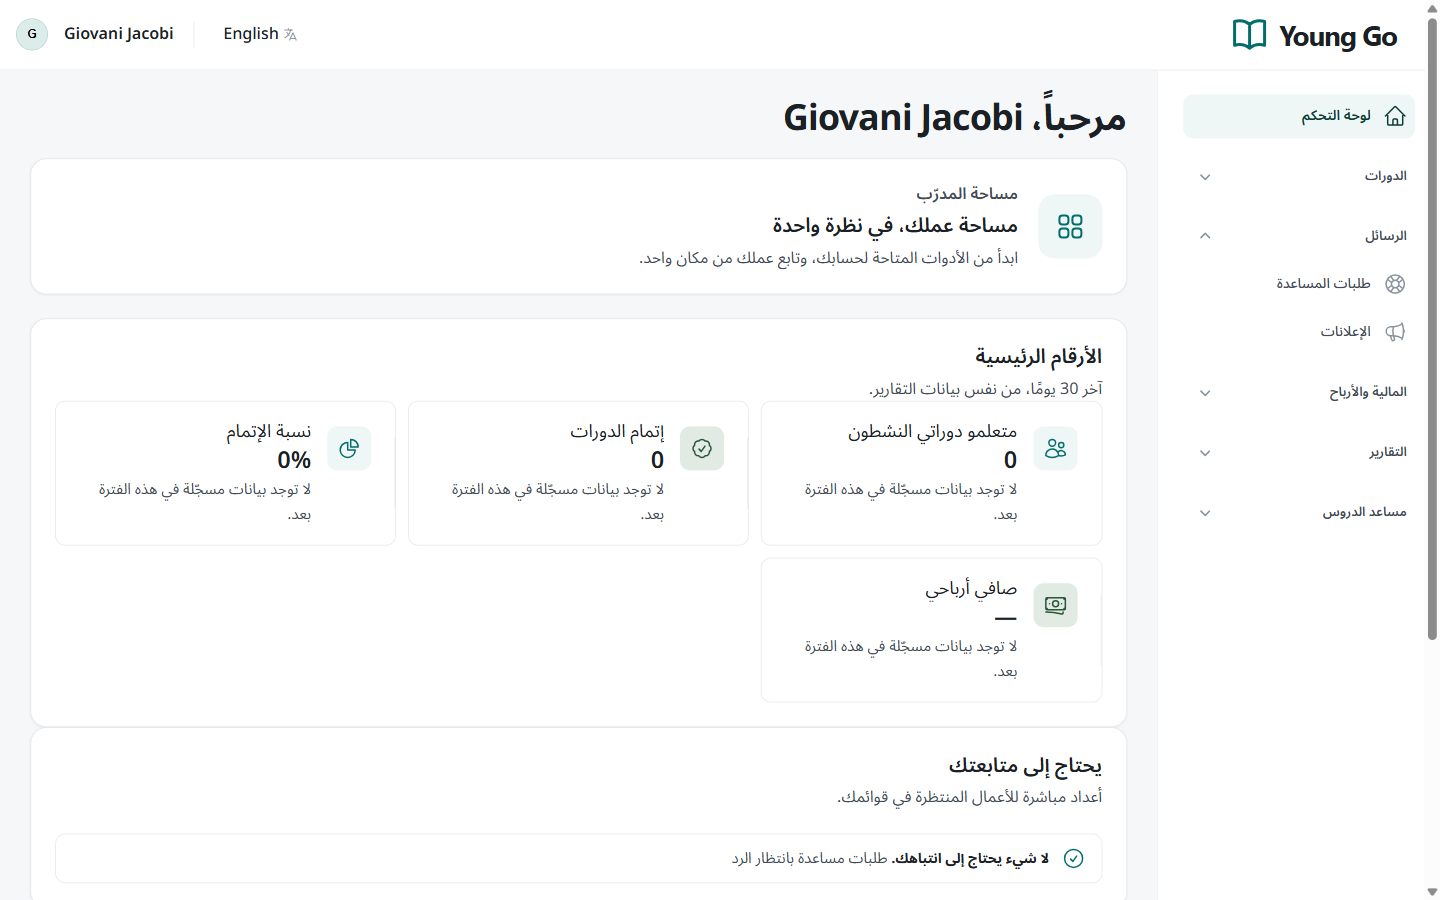 Young Go
English
Giovani Jacobi
G
لوحة التحكم
الدورات
الرسائل
طلبات المساعدة
الإعلانات
المالية والأرباح
التقارير
مساعد الدروس
مرحباً، Giovani Jacobi
مساحة المدرّب
مساحة عملك، في نظرة واحدة
ابدأ من الأدوات المتاحة لحسابك، وتابع عملك من مكان واحد.
الأرقام الرئيسية
آخر 30 يومًا، من نفس بيانات التقارير.
متعلمو دوراتي النشطون
0
لا توجد بيانات مسجّلة في هذه الفترة
بعد.
إتمام الدورات
0
لا توجد بيانات مسجّلة في هذه الفترة
بعد.
نسبة الإتمام
0%
لا توجد بيانات مسجّلة في هذه الفترة
بعد.
صافي أرباحي
—
لا توجد بيانات مسجّلة في هذه الفترة
بعد.
يحتاج إلى متابعتك
أعداد مباشرة للأعمال المنتظرة في قوائمك.
لا شيء يحتاج إلى انتباهك. طلبات مساعدة بانتظار الرد